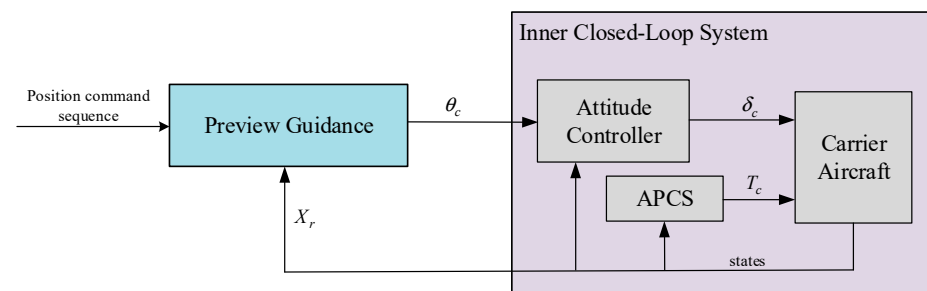 Inner Closed-Loop System
Position command
sequence
Preview Guidance
θc
Attitude
Controller
δc
Carrier
Aircraft
APCS
Tc
Xr
states